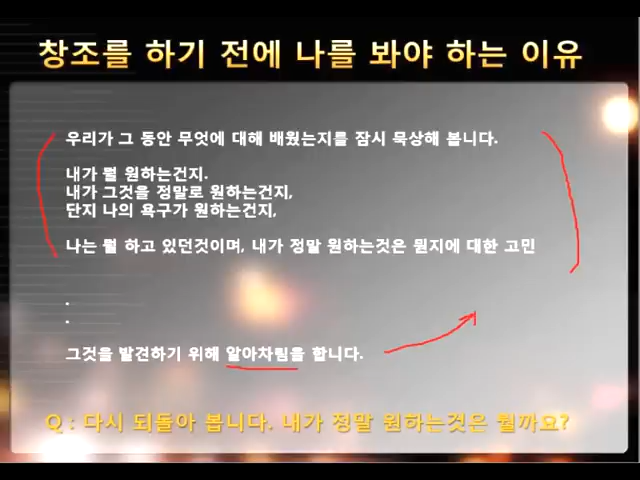 창조를 하기 전에 나를 봐야 하는 이유
우리가 그 동안 무엇에 대해 배웠는지를 잠시 묵상해 봅니다.
내가 뭘 원하는건지.
내가 그것을 정말로 원하는건지,
단지 나의 욕구가 원하는건지,
나는 뭘 하고 있던것이며, 내가 정말 원하는것은 뭔지에 대한 고민
.
.
그것을 발견하기 위해 알아차림을 합니다.
Q : 다시 되돌아 봅니다. 내가 정말 원하는것은 뭘까요?